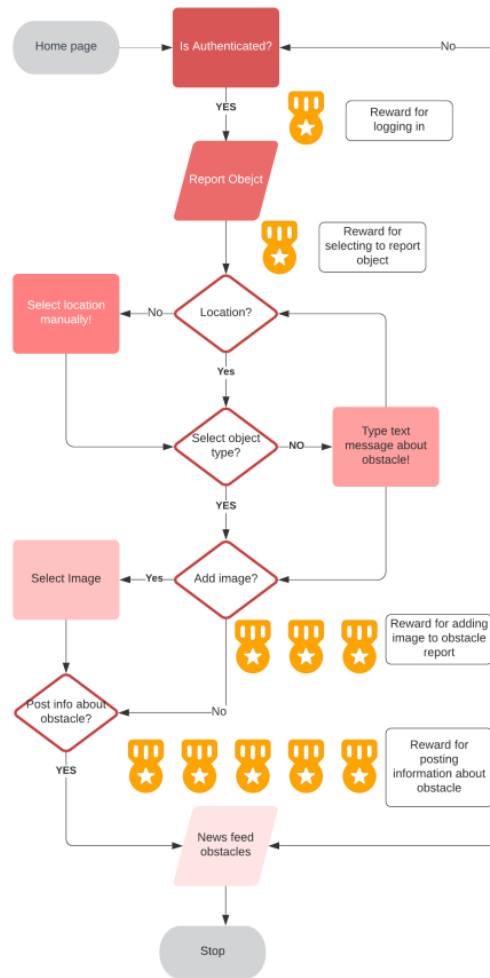 Home page
Is Authenticated?
No
YES
Reward for
logging in
Report Obejct
Reward for
selecting to report
object
Select location
manually!
No
Location?
Yes
Select object
type?
NO
Type text
message about
obstacle!
YES
Select Image
Yes
Add image?
Reward for adding
image to obstacle
report
No
Post info about
obstacle?
YES
Reward for
posting
information about
obstacle
News feed
obstacles
Stop